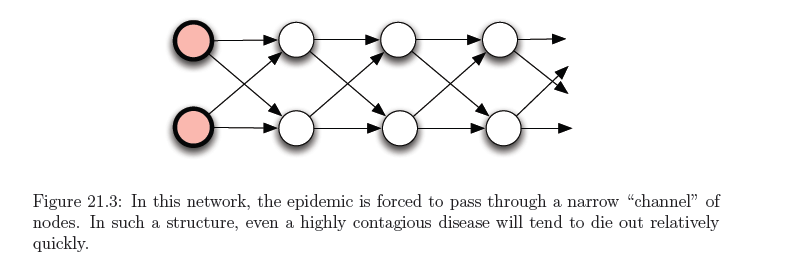 Figure 21.3: In this network, the epidemic is forced to pass through a narrow “channel” of
nodes. In such a structure, even a highly contagious disease will tend to die out relatively
quickly.